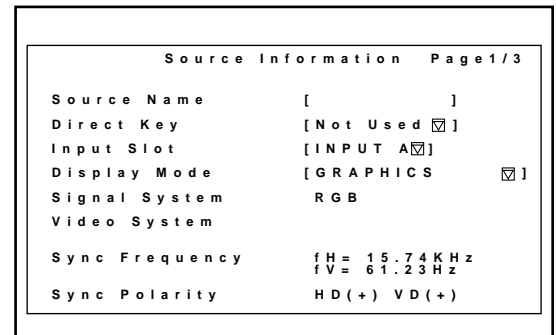 Source Information Page1/3
Source Name [ ]
Direct Key [Not Used ▽]
Input Slot [INPUT A▽]
Display Mode [GRAPHICS ▽]
Signal System RGB
Video System
Sync Frequency fH= 15.74KHz
fV= 61.23Hz
Sync Polarity HD(+) VD(+)